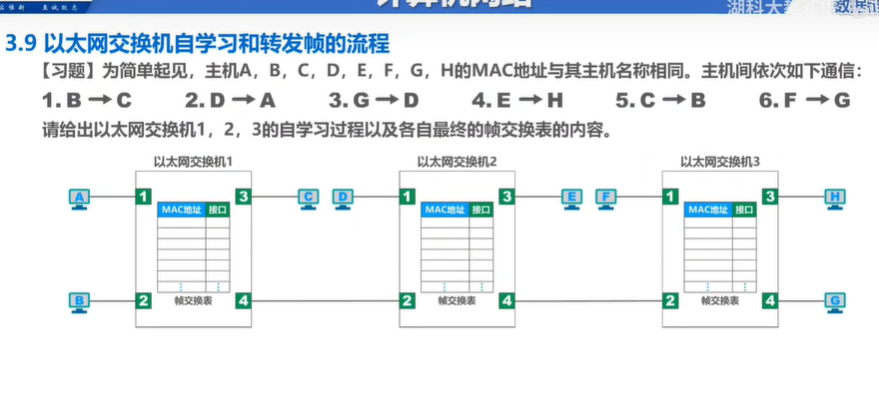 计算机网络
湖科大教
3.9 以太网交换机自学习和转发帧的流程
【习题】为简单起见，主机A，B，C，D，E，F，G，H的MAC地址与其主机名称相同。主机间依次如下通信：
1. B → C 2. D → A 3. G → D 4. E → H 5. C → B 6. F → G
请给出以太网交换机1，2，3的自学习过程以及各自最终的帧交换表的内容。
以太网交换机1 以太网交换机2 以太网交换机3
A 1 3 C D 1 3 E F 1 3 H
MAC地址 接口 MAC地址 接口 MAC地址 接口
B 2 帧交换表 4 2 帧交换表 4 2 帧交换表 4 G